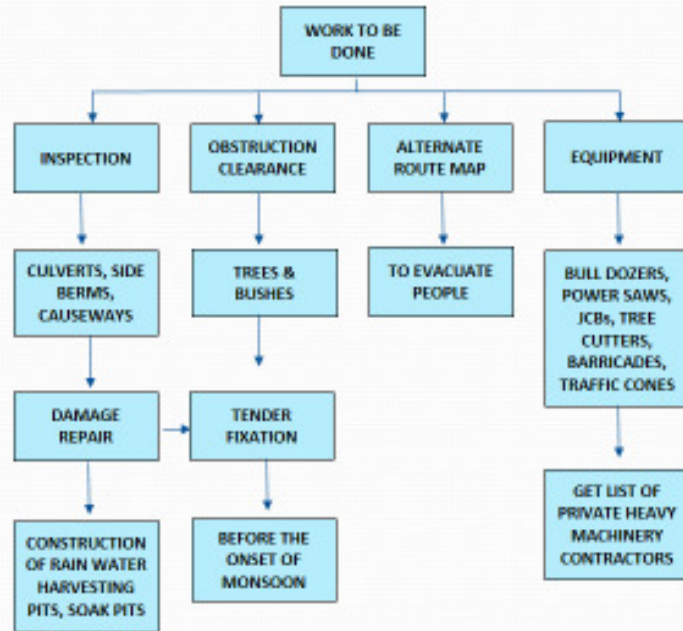 WORK TO BE
DONE
INSPECTION
OBSTRUCTION
CLEARANCE
ALTERNATE
ROUTE MAP
EQUIPMENT
CULVERTS, SIDE
BERMS,
CAUSEWAYS
TREES &
BUSHES
TO EVACUATE
PEOPLE
BULL DOZERS,
POWER SAWS,
JCBs, TREE
CUTTERS,
BARRICADES,
TRAFFIC CONES
DAMAGE
REPAIR
TENDER
FIXATION
GET LIST OF
PRIVATE HEAVY
MACHINERY
CONTRACTORS
CONSTRUCTION
OF RAIN WATER
HARVESTING
PITS, SOAK PITS
BEFORE THE
ONSET OF
MONSOON